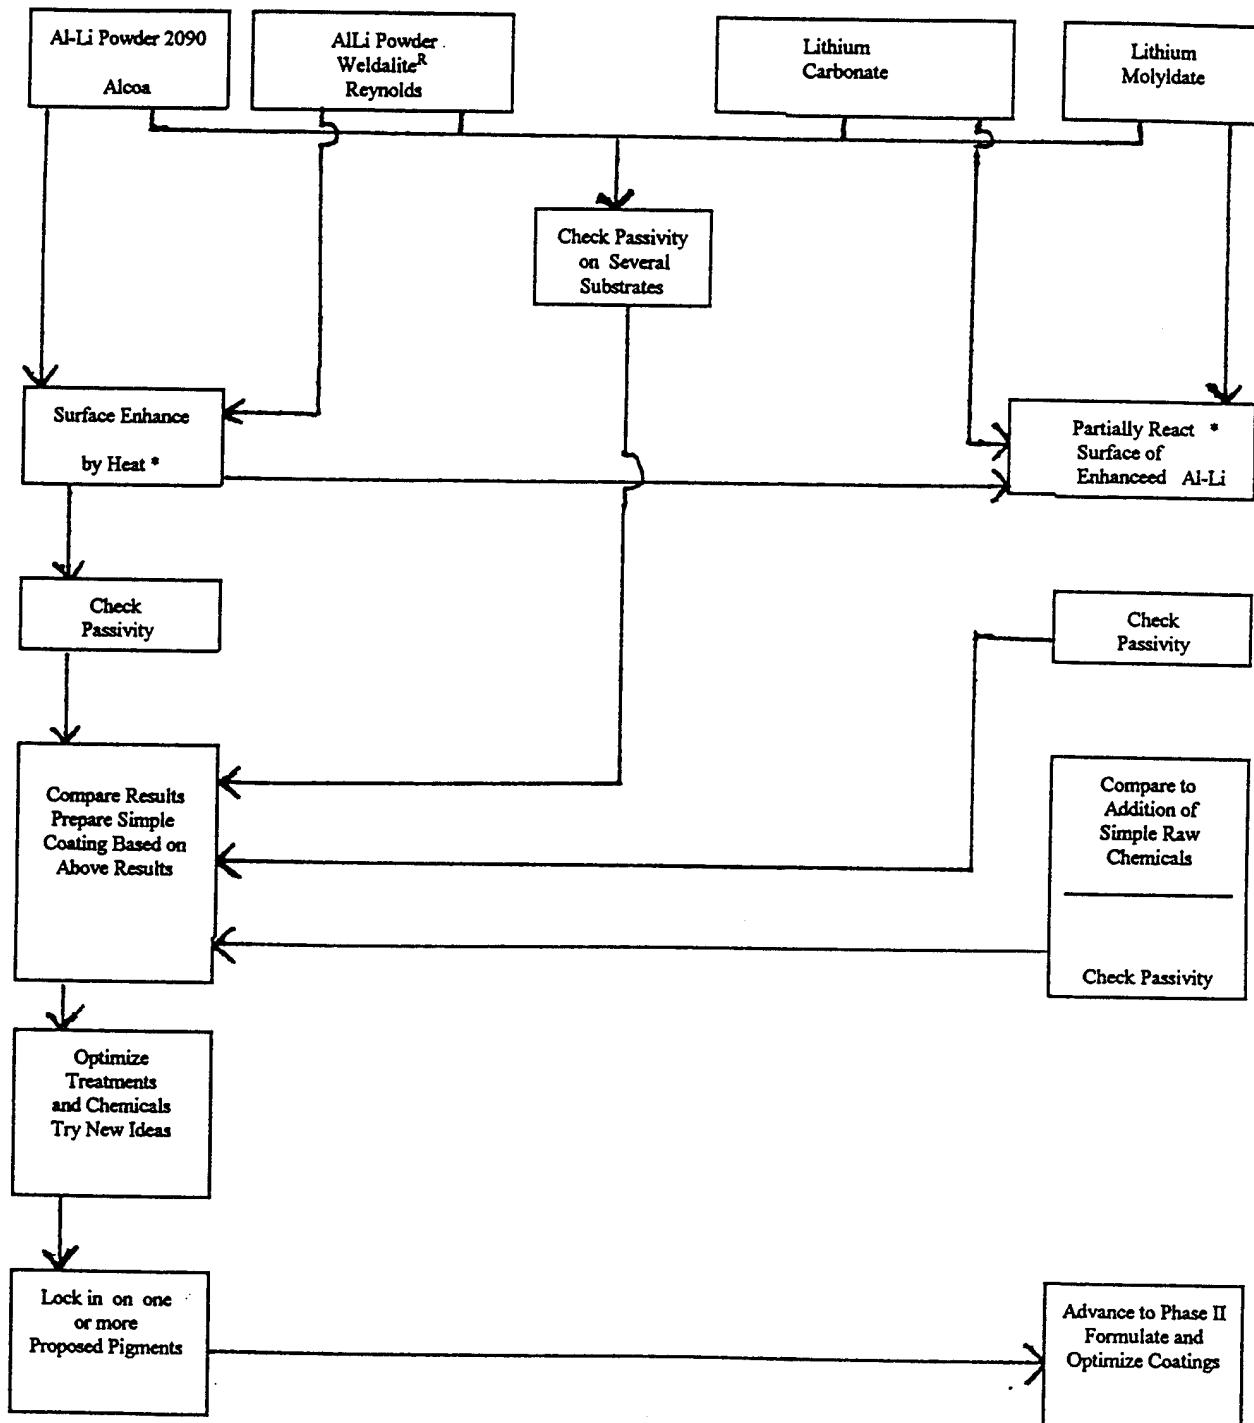 Al-Li Powder 2090
Alcoa
AlLi Powder
Weldalite^R
Reynolds
Lithium
Carbonate
Lithium
Molyldate
Check Passivity
on Several
Substrates
Surface Enhance
by Heat *
Partially React *
Surface of
Enhanceed Al-Li
Check
Passivity
Check
Passivity
Compare Results
Prepare Simple
Coating Based on
Above Results
Compare to
Addition of
Simple Raw
Chemicals
Check Passivity
Optimize
Treatments
and Chemicals
Try New Ideas
Lock in on one
or more
Proposed Pigments
Advance to Phase II
Formulate and
Optimize Coatings